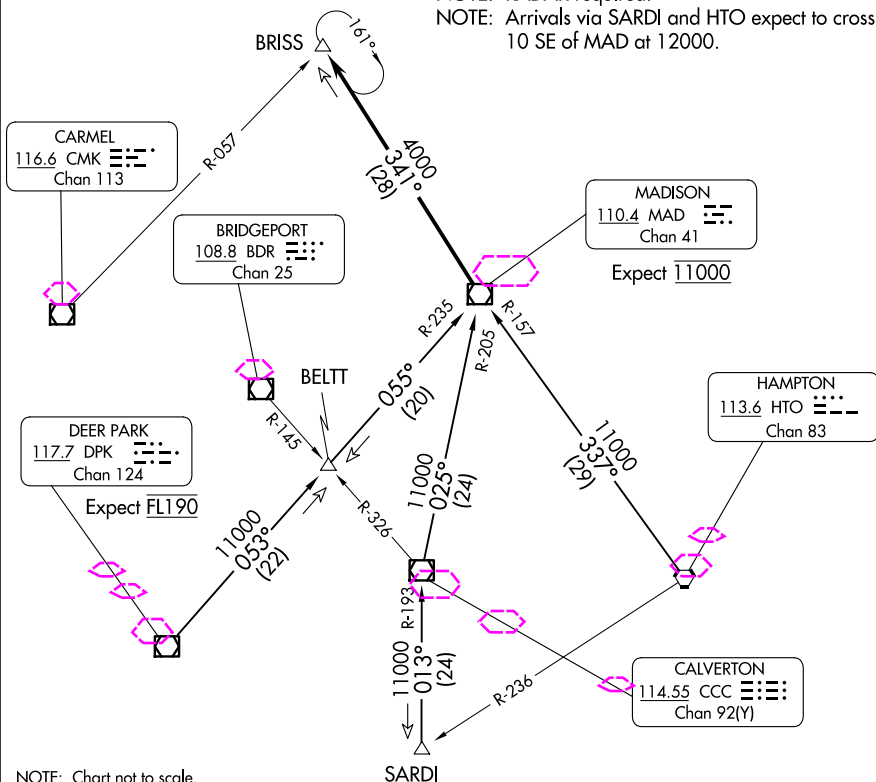 NOTE: RADAR required.
NOTE: Arrivals via SARDI and HTO expect to cross
10 SE of MAD at 12000.
BRISS
161°
CARMEL
116.6 CMK
Chan 113
R-057
4000
341°
(28)
MADISON
110.4 MAD
Chan 41
Expect 11000
BRIDGEPORT
108.8 BDR
Chan 25
R-235
R-205
R-157
BELTT
055°
(20)
R-145
HAMPTON
113.6 HTO
Chan 83
DEER PARK
117.7 DPK
Chan 124
Expect FL190
11000
053°
(22)
11000
025°
(24)
11000
337°
(29)
R-326
R-193
11000
013°
(24)
R-236
CALVERTON
114.55 CCC
Chan 92(Y)
SARDI
NOTE: Chart not to scale.